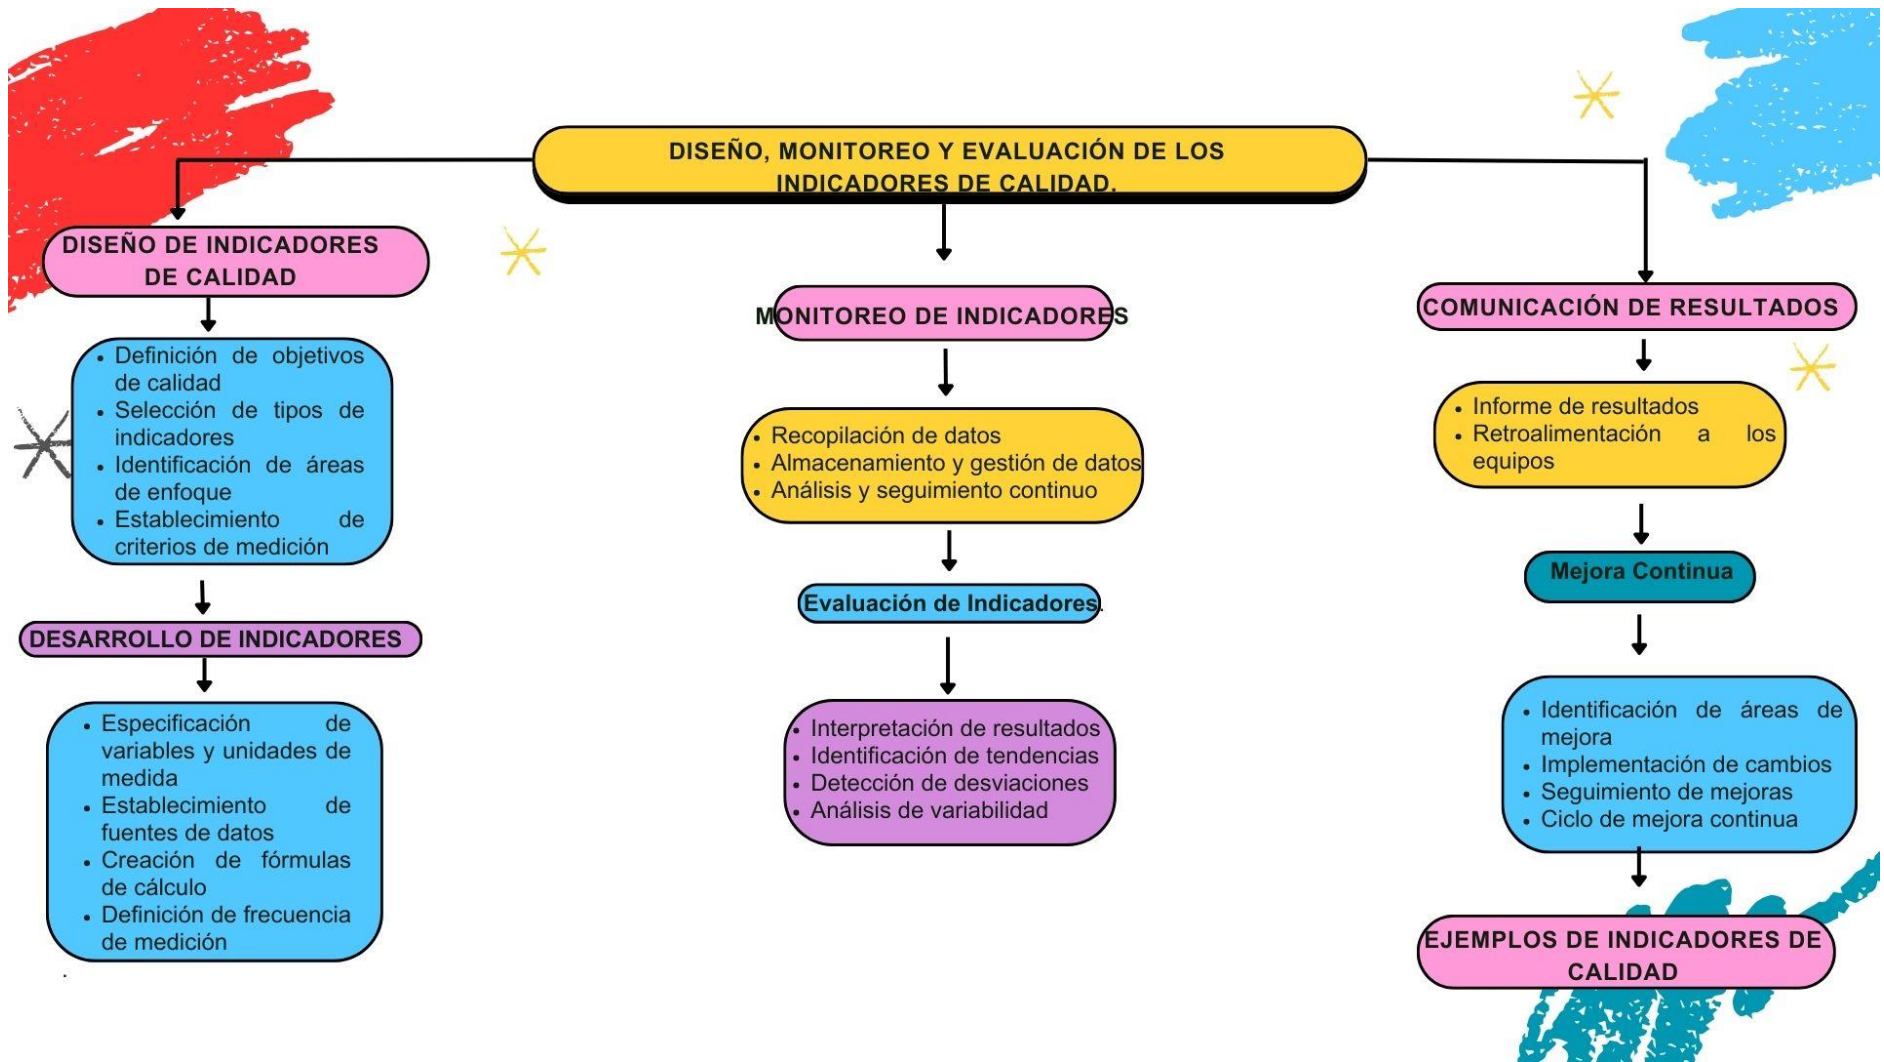 DISEÑO, MONITOREO Y EVALUACIÓN DE LOS
INDICADORES DE CALIDAD.
DISEÑO DE INDICADORES
DE CALIDAD
• Definición de objetivos
de calidad
• Selección de tipos de
indicadores
• Identificación de áreas
de enfoque
• Establecimiento de
criterios de medición
DESARROLLO DE INDICADORES
• Especificación de
variables y unidades de
medida
• Establecimiento de
fuentes de datos
• Creación de fórmulas
de cálculo
• Definición de frecuencia
de medición
.
MONITOREO DE INDICADORES
• Recopilación de datos
• Almacenamiento y gestión de datos
• Análisis y seguimiento continuo
Evaluación de Indicadores.
• Interpretación de resultados
• Identificación de tendencias
• Detección de desviaciones
• Análisis de variabilidad
COMUNICACIÓN DE RESULTADOS
• Informe de resultados
• Retroalimentación a los
equipos
Mejora Continua
• Identificación de áreas de
mejora
• Implementación de cambios
• Seguimiento de mejoras
• Ciclo de mejora continua
EJEMPLOS DE INDICADORES DE
CALIDAD